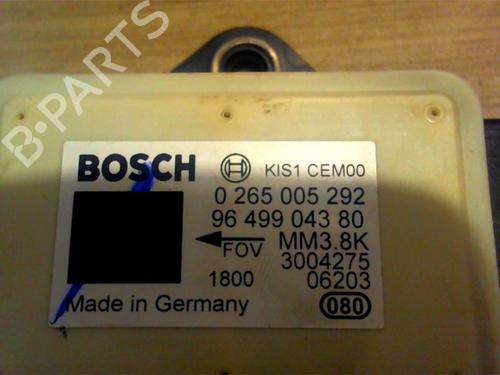 B-PARTS
BOSCH KIS1 CEM00
0 265 005 292
96 499 043 80
FOV MM3.8K
3004275
1800 06203
Made in Germany 080